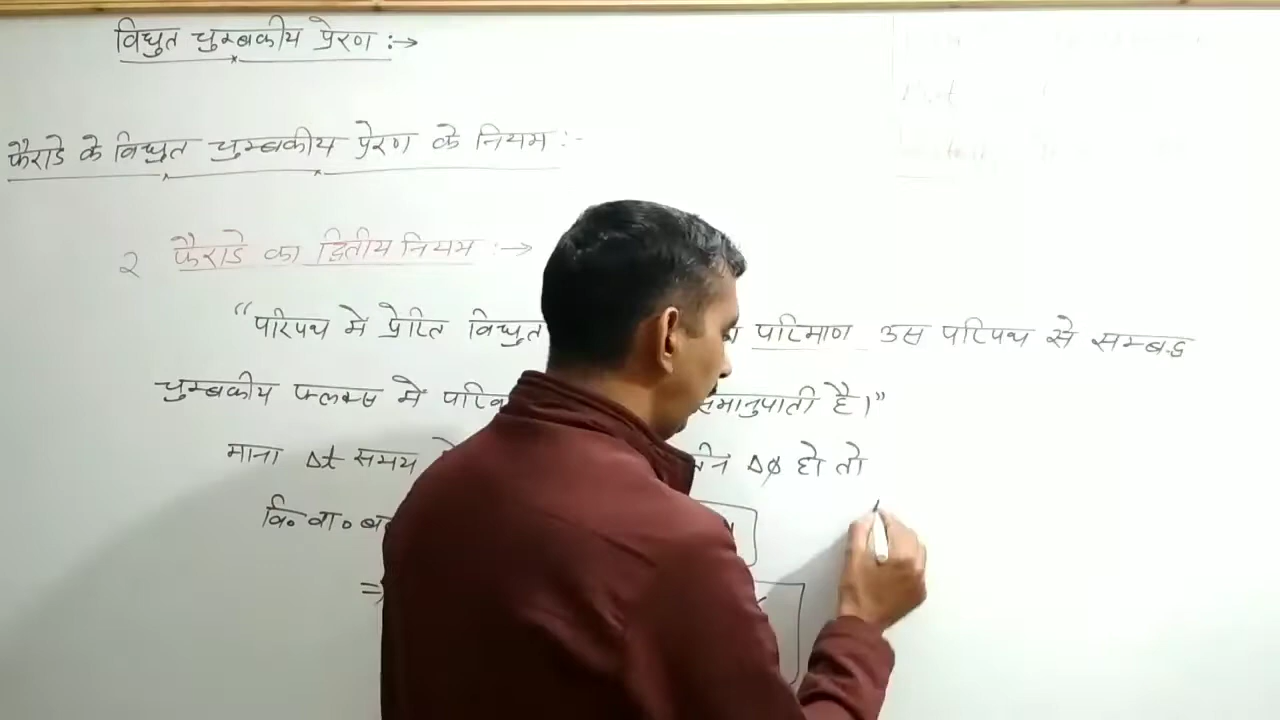 विद्युत चुम्बकीय प्रेरण :→
फैराडे के विद्युत चुम्बकीय प्रेरण के नियम :-
2 फैराडे का द्वितीय नियम :→
“परिपथ में प्रेरित विद्युत परिमाण उस परिपथ से सम्बद्ध
चुम्बकीय फ्लक्स में समानुपाती है।”
माना Δt समय Δϕ हो तो
वि० वा०
=